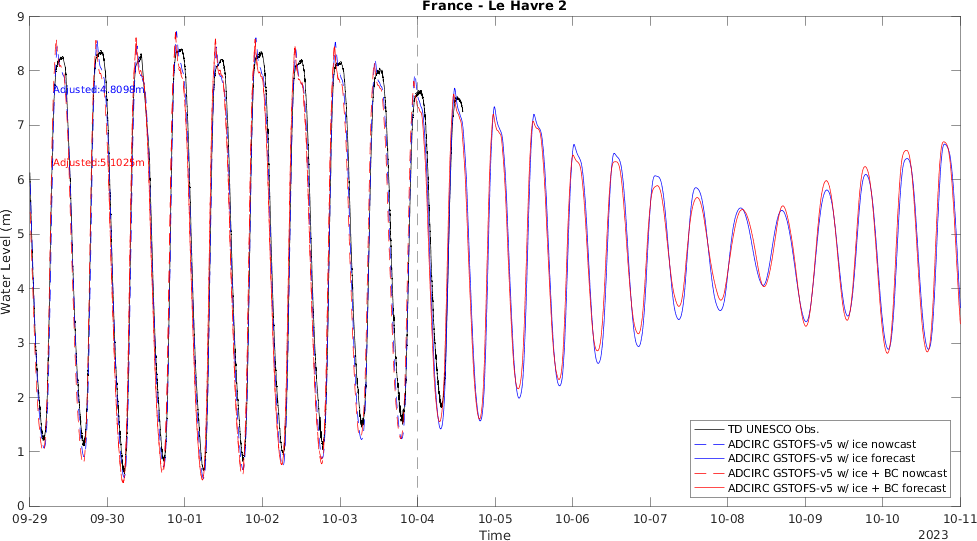 France - Le Havre 2
9
8
7
6
5
4
3
2
1
0
Water Level (m)
Adjusted:4.8098m
Adjusted:5.1025m
TD UNESCO Obs.
ADCIRC GSTOFS-v5 w/ ice nowcast
ADCIRC GSTOFS-v5 w/ ice forecast
ADCIRC GSTOFS-v5 w/ ice + BC nowcast
ADCIRC GSTOFS-v5 w/ ice + BC forecast
09-29 09-30 10-01 10-02 10-03 10-04 10-05 10-06 10-07 10-08 10-09 10-10 10-11
Time
2023